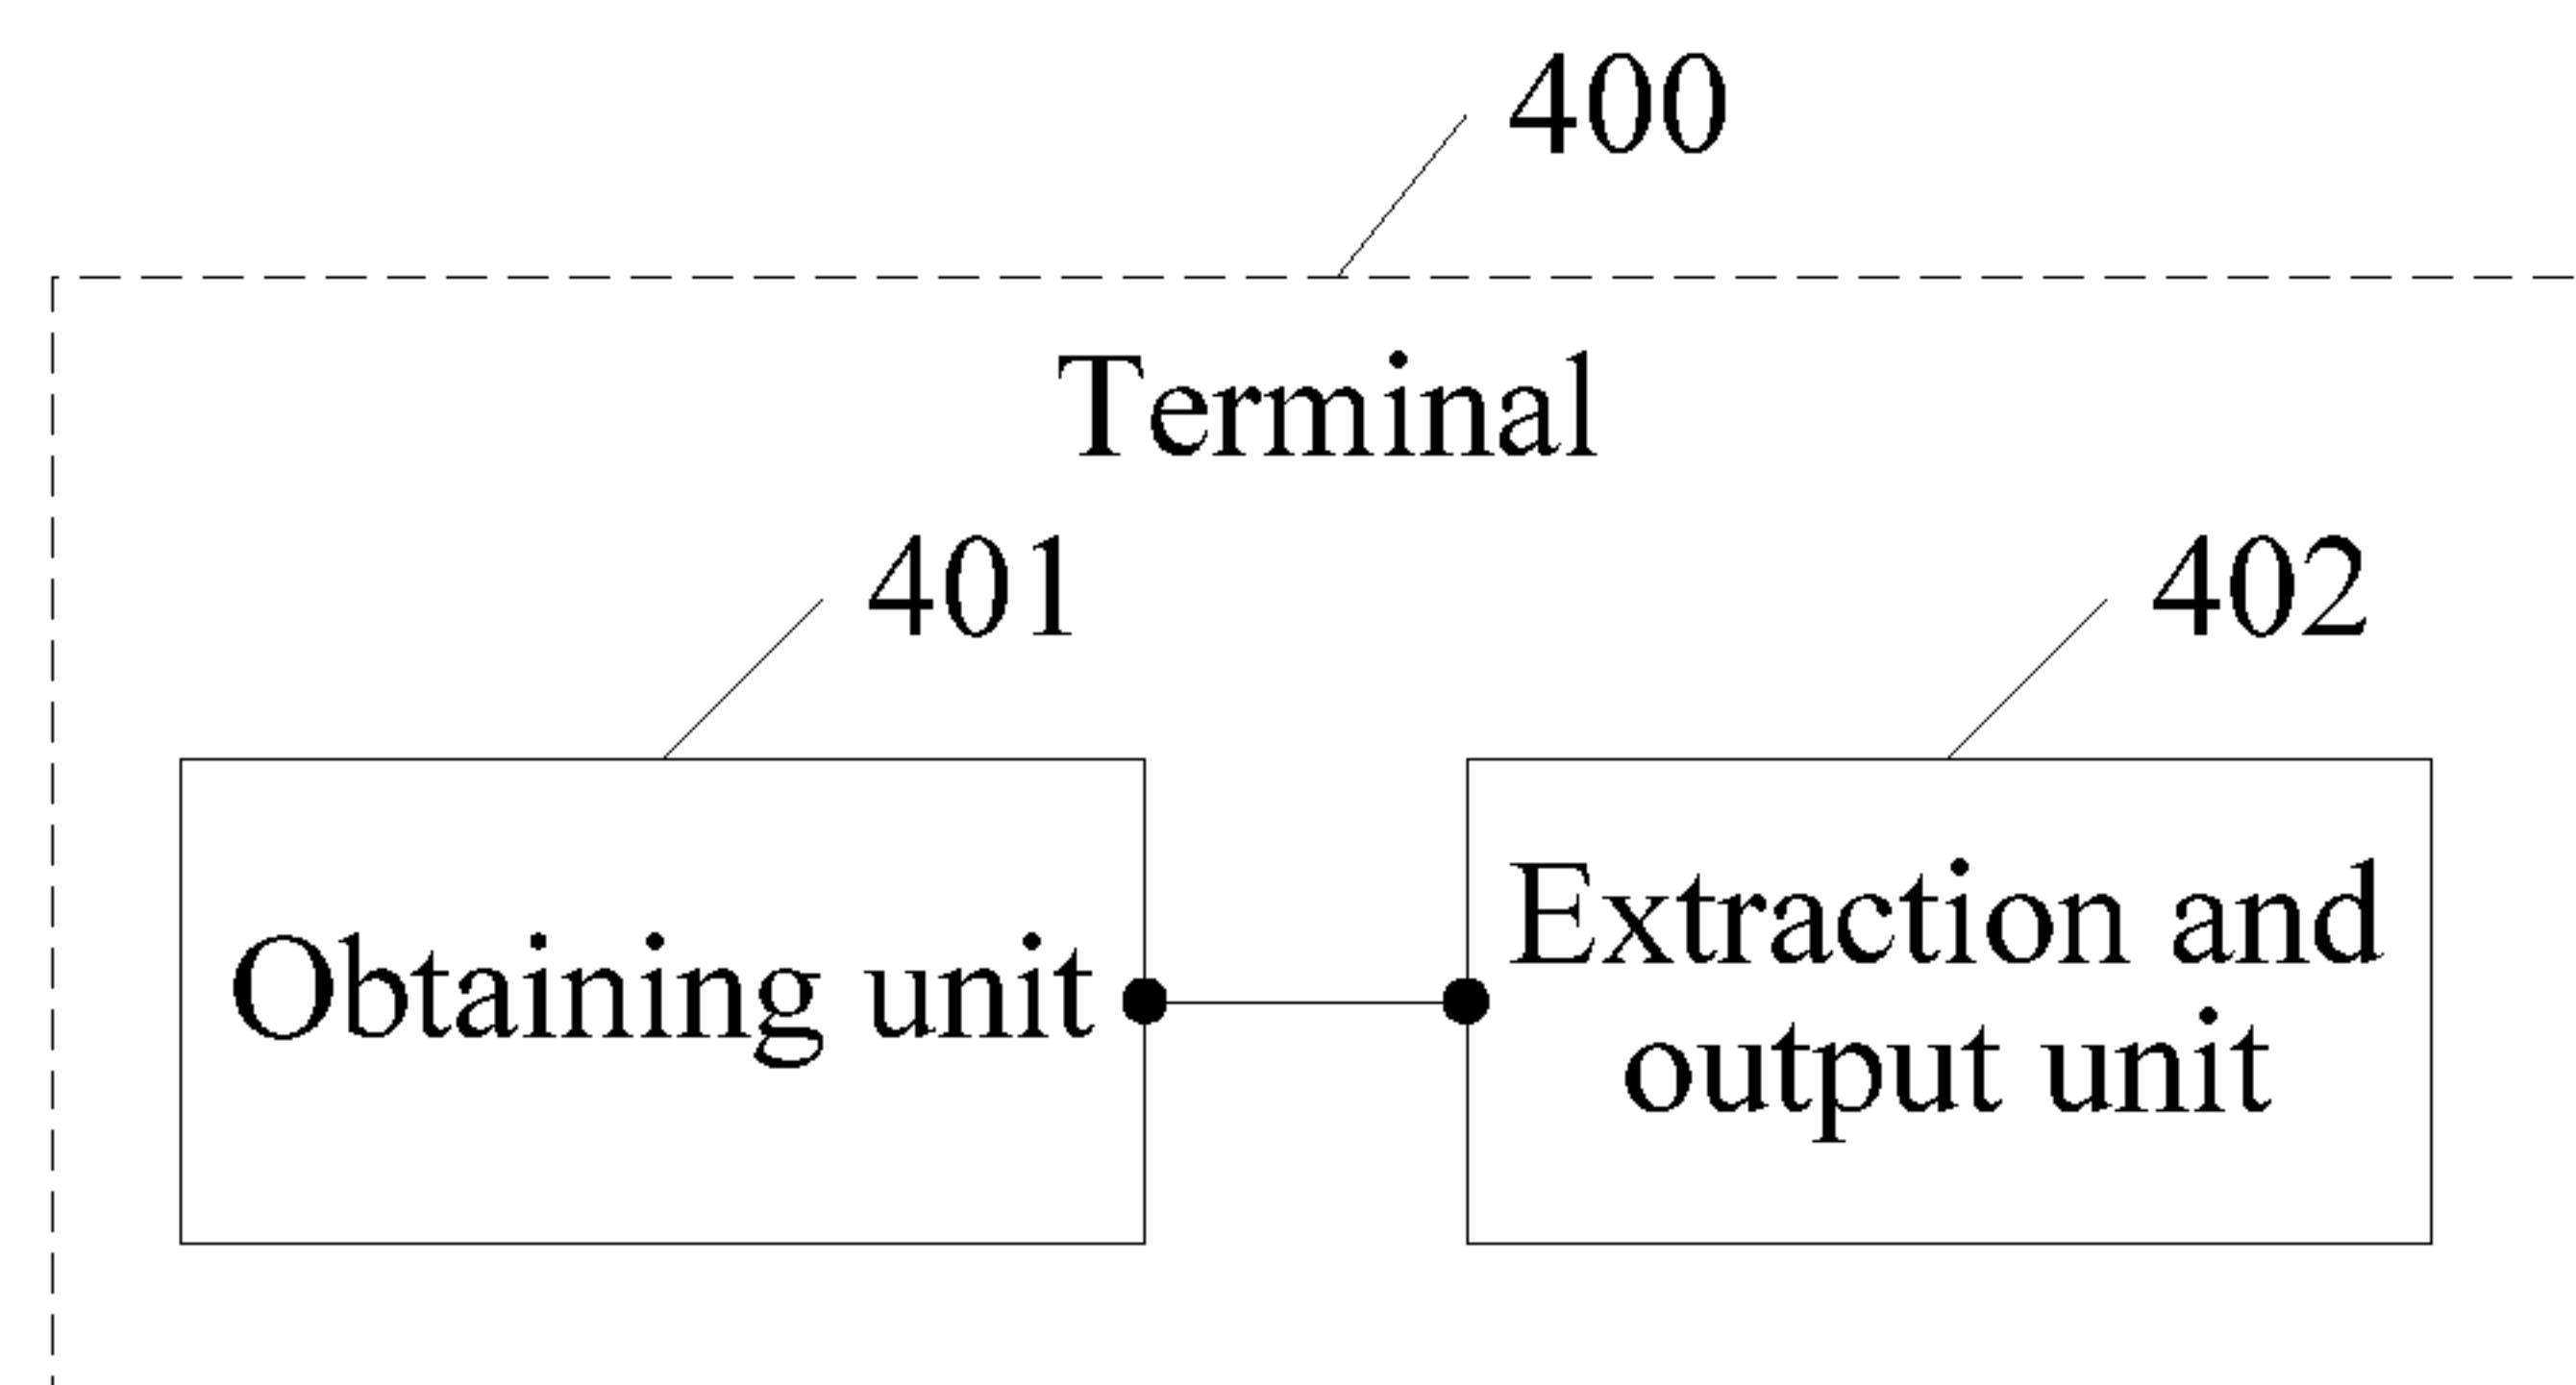 400
Terminal
401
402
Obtaining unit
Extraction and
output unit